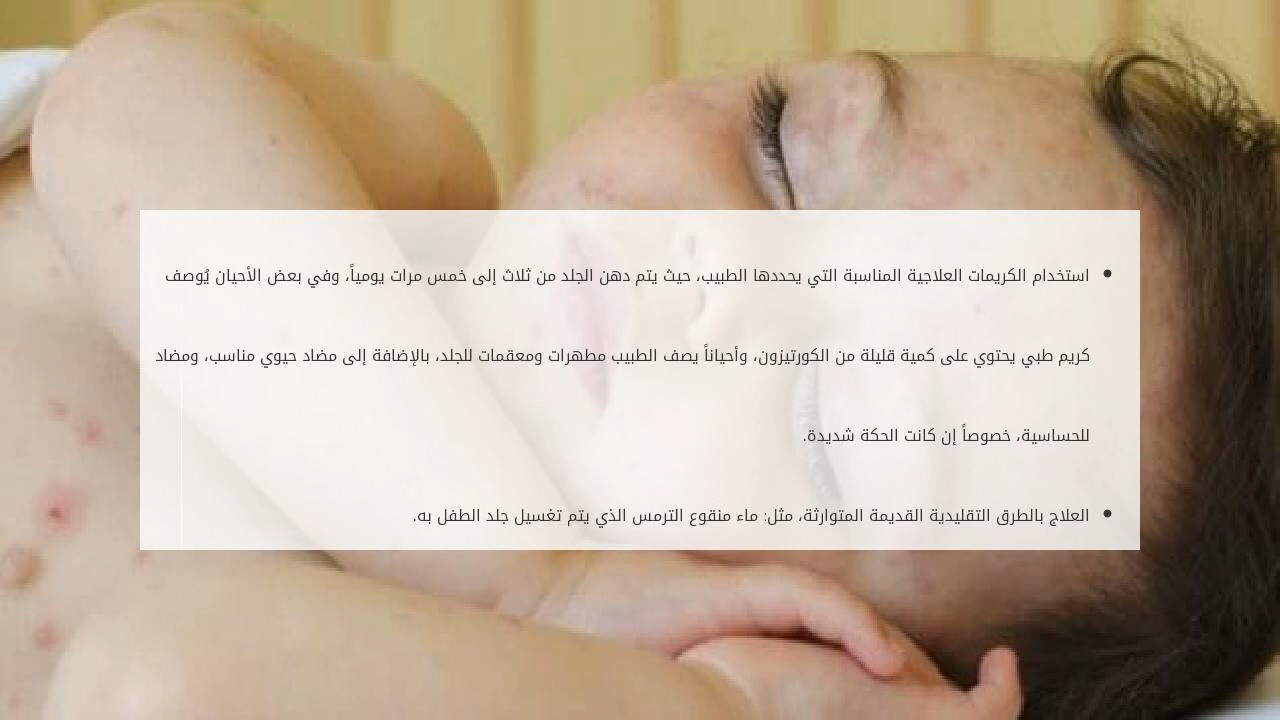 • استخدام الكريمات العلاجية المناسبة التي يحددها الطبيب، حيث يتم دهن الجلد من ثلاث إلى خمس مرات يومياً، وفي بعض الأحيان يُوصف
كريم طبي يحتوي على كمية قليلة من الكورتيزون، وأحياناً يصف الطبيب مطهرات ومعقمات للجلد، بالإضافة إلى مضاد حيوي مناسب، ومضاد
للحساسية، خصوصاً إن كانت الحكة شديدة.
• العلاج بالطرق التقليدية القديمة المتوارثة، مثل: ماء منقوع الترمس الذي يتم تغسيل جلد الطفل به.